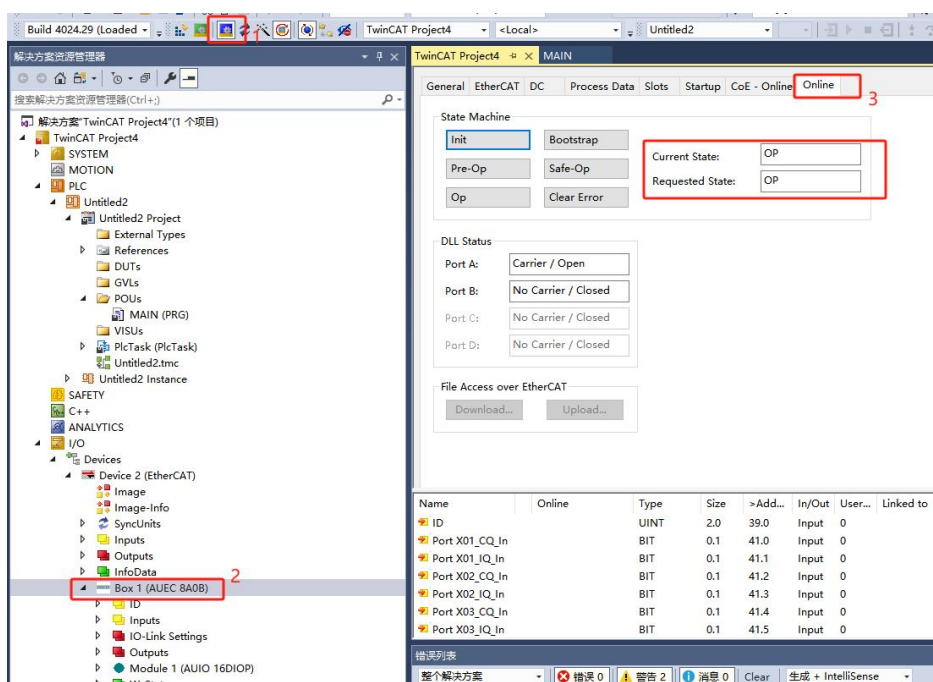 Build 4024.29 (Loaded
TwinCAT Project4
<Local>
Untitled2
1
解决方案资源管理器
搜索解决方案资源管理器(Ctrl+;)
解决方案"TwinCAT Project4"(1 个项目)
TwinCAT Project4
SYSTEM
MOTION
PLC
Untitled2
Untitled2 Project
External Types
References
DUTs
GVLs
POUs
MAIN (PRG)
VISUs
PlcTask (PlcTask)
Untitled2.tmc
Untitled2 Instance
SAFETY
C++
ANALYTICS
I/O
Devices
Device 2 (EtherCAT)
Image
Image-Info
SyncUnits
Inputs
Outputs
InfoData
Box 1 (AUEC 8A0B)
2
ID
Inputs
IO-Link Settings
Outputs
Module 1 (AUIO 16DIOP)
TwinCAT Project4 MAIN
General EtherCAT DC Process Data Slots Startup CoE - Online Online
3
State Machine
Init Bootstrap
Pre-Op Safe-Op
Op Clear Error
Current State: OP
Requested State: OP
DLL Status
Port A: Carrier / Open
Port B: No Carrier / Closed
Port C: No Carrier / Closed
Port D: No Carrier / Closed
File Access over EtherCAT
Download... Upload...
Name Online Type Size >Add... In/Out User... Linked to
ID UINT 2.0 39.0 Input 0
Port X01_CQ_In BIT 0.1 41.0 Input 0
Port X01_IQ_In BIT 0.1 41.1 Input 0
Port X02_CQ_In BIT 0.1 41.2 Input 0
Port X02_IQ_In BIT 0.1 41.3 Input 0
Port X03_CQ_In BIT 0.1 41.4 Input 0
Port X03_IQ_In BIT 0.1 41.5 Input 0
错误列表
整个解决方案 错误 0 警告 2 消息 0 Clear 生成 + IntelliSense